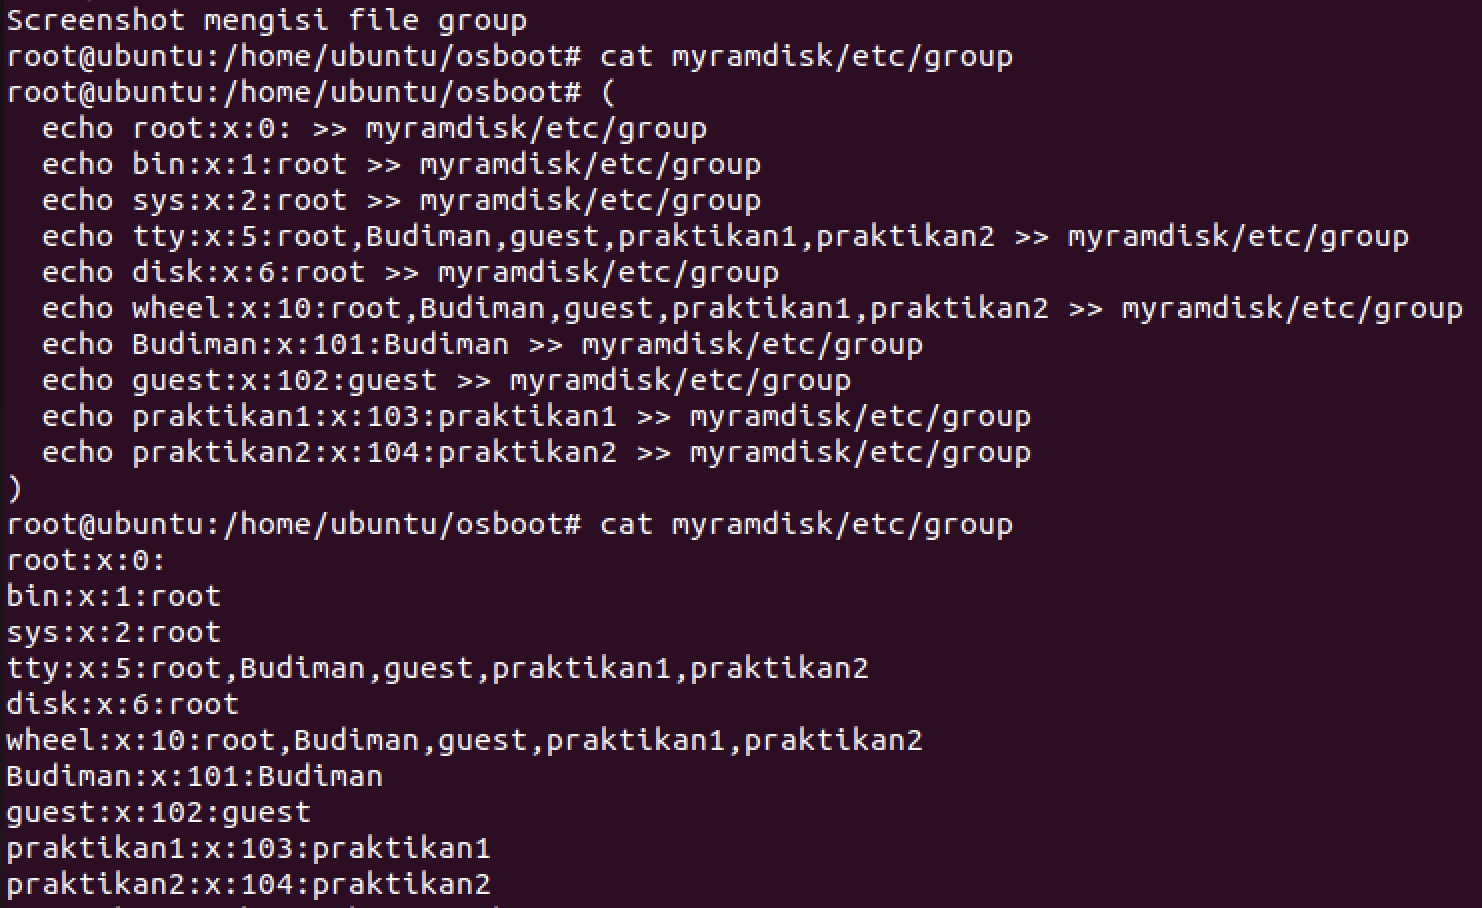 Screenshot mengisi file group
root@ubuntu:/home/ubuntu/osboot# cat myramdisk/etc/group
root@ubuntu:/home/ubuntu/osboot# (
  echo root:x:0: >> myramdisk/etc/group
  echo bin:x:1:root >> myramdisk/etc/group
  echo sys:x:2:root >> myramdisk/etc/group
  echo tty:x:5:root,Budiman,guest,praktikan1,praktikan2 >> myramdisk/etc/group
  echo disk:x:6:root >> myramdisk/etc/group
  echo wheel:x:10:root,Budiman,guest,praktikan1,praktikan2 >> myramdisk/etc/group
  echo Budiman:x:101:Budiman >> myramdisk/etc/group
  echo guest:x:102:guest >> myramdisk/etc/group
  echo praktikan1:x:103:praktikan1 >> myramdisk/etc/group
  echo praktikan2:x:104:praktikan2 >> myramdisk/etc/group
)
root@ubuntu:/home/ubuntu/osboot# cat myramdisk/etc/group
root:x:0:
bin:x:1:root
sys:x:2:root
tty:x:5:root,Budiman,guest,praktikan1,praktikan2
disk:x:6:root
wheel:x:10:root,Budiman,guest,praktikan1,praktikan2
Budiman:x:101:Budiman
guest:x:102:guest
praktikan1:x:103:praktikan1
praktikan2:x:104:praktikan2